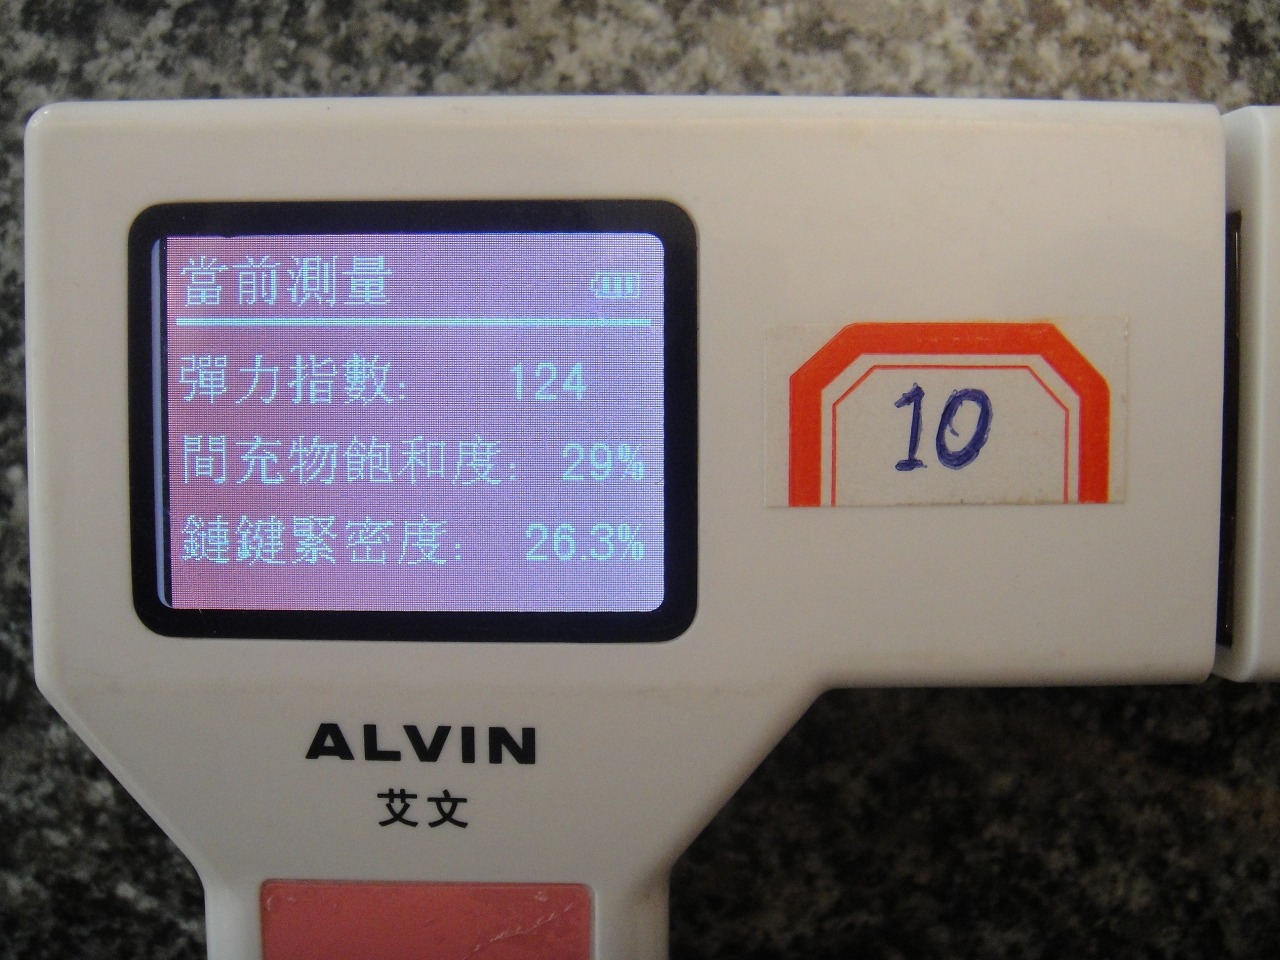 當前測量
彈力指數: 124
間充物飽和度: 29%
鏈鍵緊密度: 26.3%
10
ALVIN
艾文